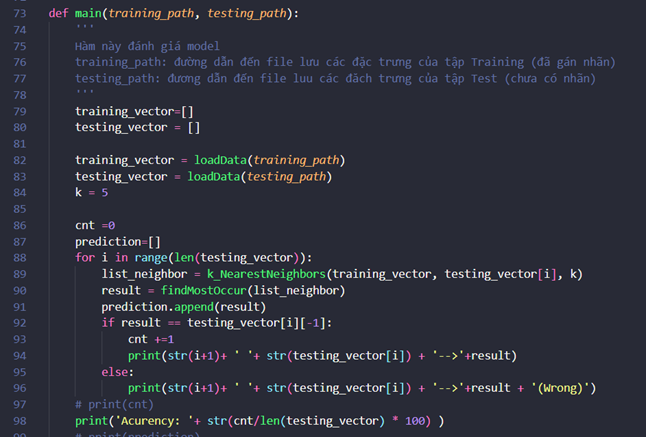 73 def main(training_path, testing_path):
74 '''
75 Hàm này đánh giá model
76 training_path: đường dẫn đến file lưu các đặc trưng của tập Training (đã gán nhãn)
77 testing_path: đương dẫn đến file lưu các đăch trưng của tập Test (chưa có nhãn)
78 '''
79 training_vector=[]
80 testing_vector = []
81
82 training_vector = loadData(training_path)
83 testing_vector = loadData(testing_path)
84 k = 5
85
86 cnt =0
87 prediction=[]
88 for i in range(len(testing_vector)):
89 list_neighbor = k_NearestNeighbors(training_vector, testing_vector[i], k)
90 result = findMostOccur(list_neighbor)
91 prediction.append(result)
92 if result == testing_vector[i][-1]:
93 cnt +=1
94 print(str(i+1)+ ' '+ str(testing_vector[i]) + '-->'+result)
95 else:
96 print(str(i+1)+ ' '+ str(testing_vector[i]) + '-->'+result + '(Wrong)')
97 # print(cnt)
98 print('Acurency: '+ str(cnt/len(testing_vector) * 100) )
# print(prediction)